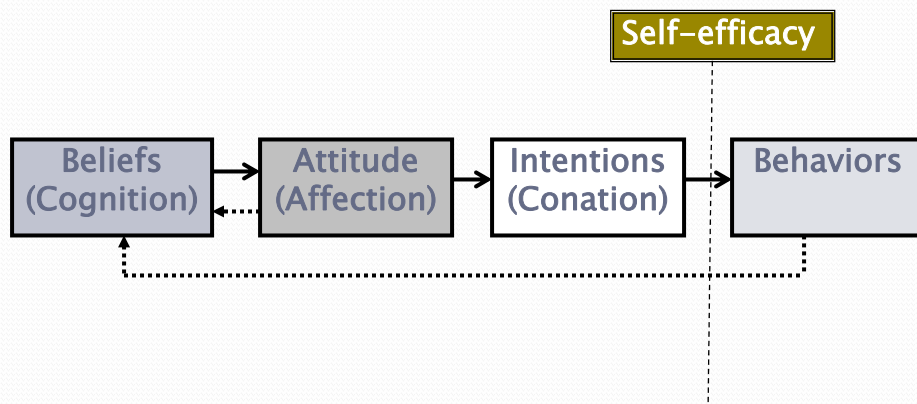 Self-efficacy
Beliefs
(Cognition)
Attitude
(Affection)
Intentions
(Conation)
Behaviors